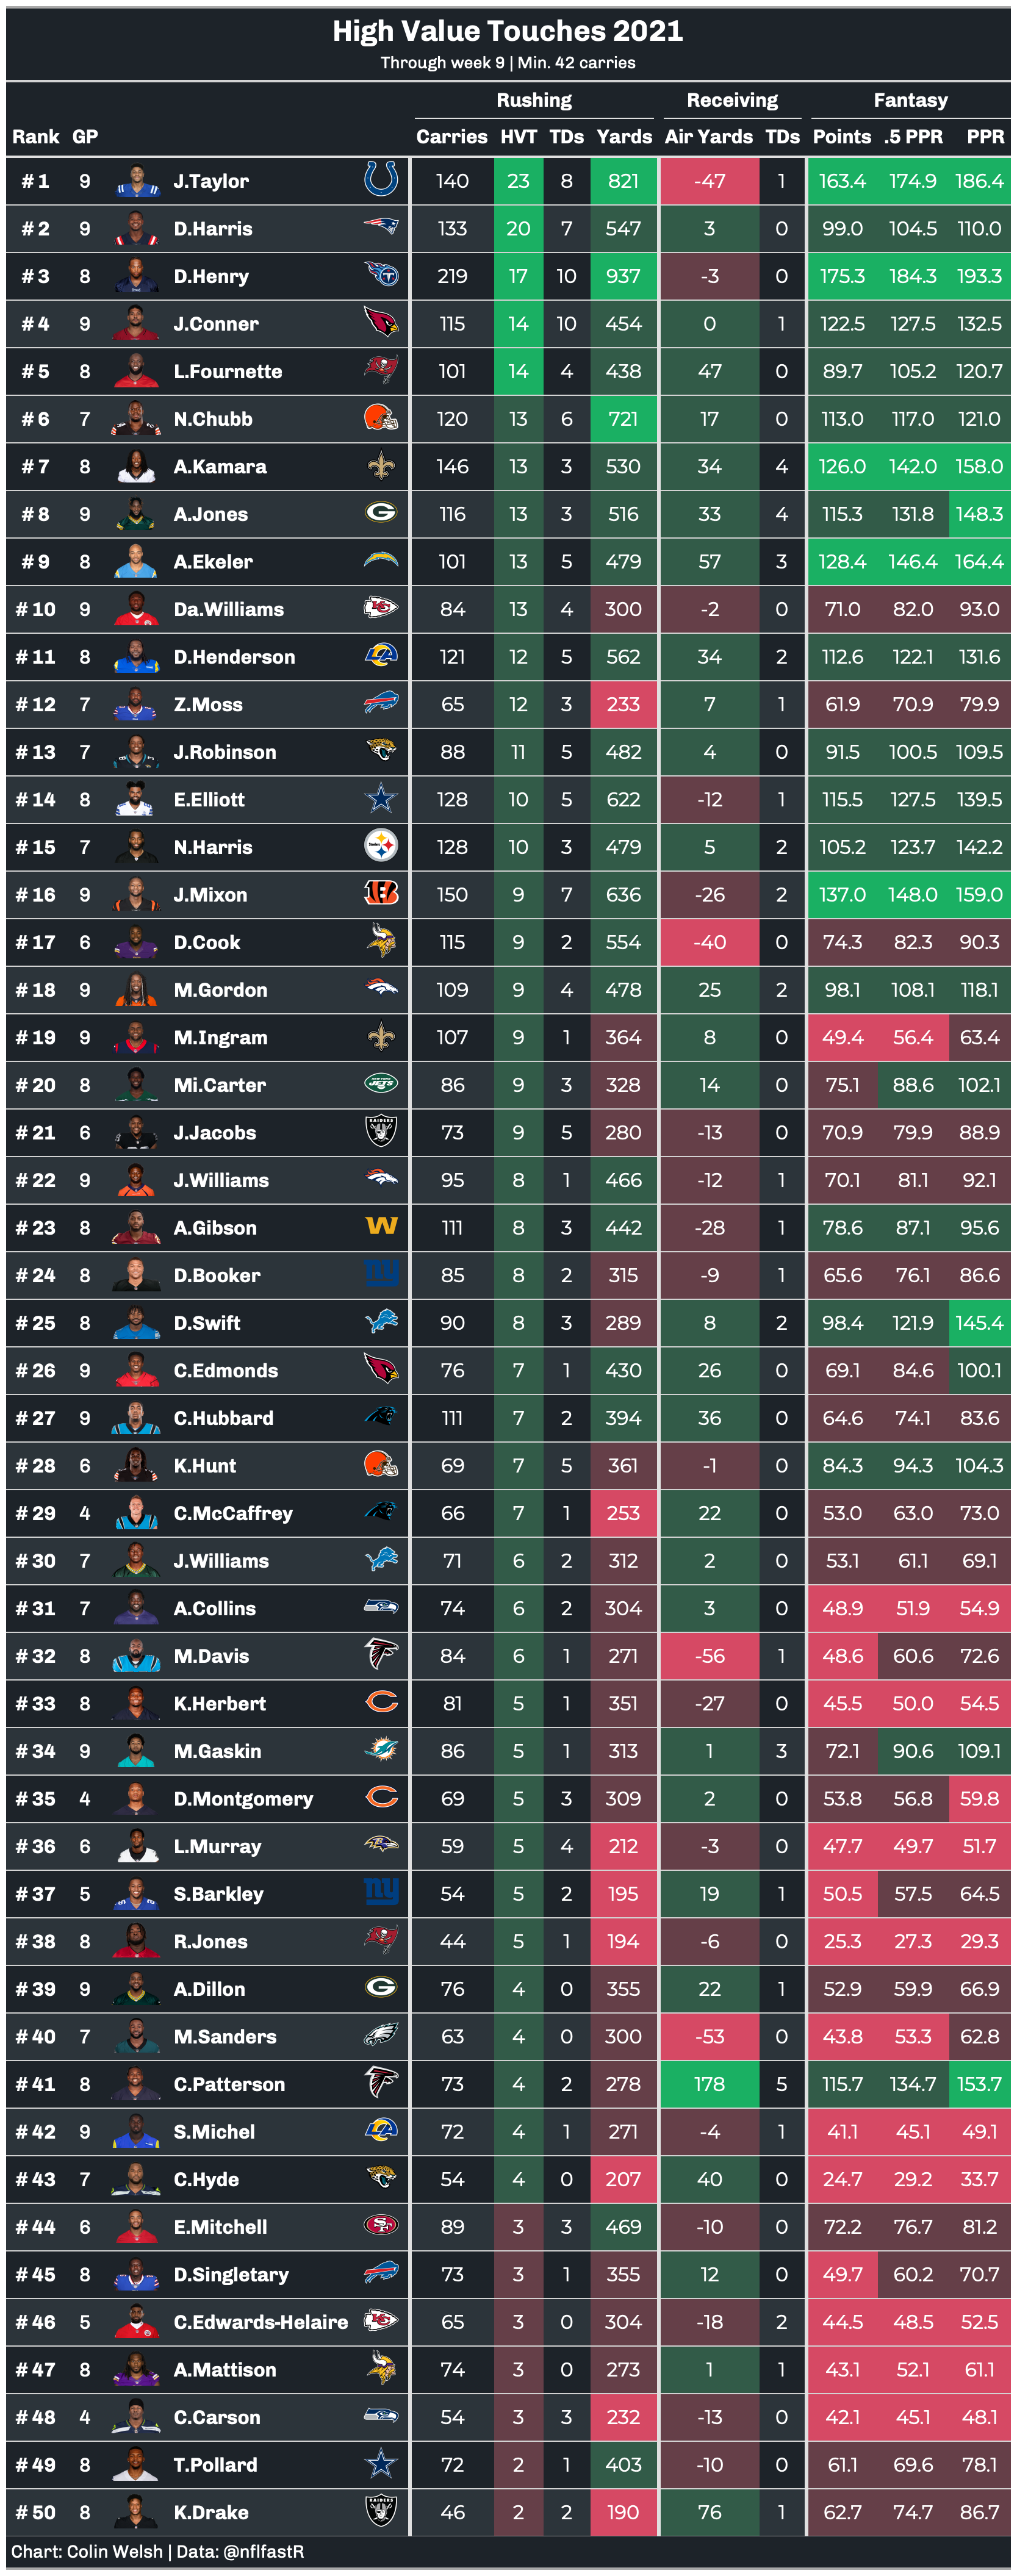 High Value Touches 2021
Through week 9 | Min. 42 carries
Rushing Receiving Fantasy
Rank GP Carries HVT TDs Yards Air Yards TDs Points .5 PPR PPR
# 1 9 J.Taylor 140 23 8 821 -47 1 163.4 174.9 186.4
# 2 9 D.Harris 133 20 7 547 3 0 99.0 104.5 110.0
# 3 8 D.Henry 219 17 10 937 -3 0 175.3 184.3 193.3
# 4 9 J.Conner 115 14 10 454 0 1 122.5 127.5 132.5
# 5 8 L.Fournette 101 14 4 438 47 0 89.7 105.2 120.7
# 6 7 N.Chubb 120 13 6 721 17 0 113.0 117.0 121.0
# 7 8 A.Kamara 146 13 3 530 34 4 126.0 142.0 158.0
# 8 9 A.Jones G 116 13 3 516 33 4 115.3 131.8 148.3
# 9 8 A.Ekeler 101 13 5 479 57 3 128.4 146.4 164.4
# 10 9 Da.Williams KC 84 13 4 300 -2 0 71.0 82.0 93.0
# 11 8 D.Henderson LA 121 12 5 562 34 2 112.6 122.1 131.6
# 12 7 Z.Moss 65 12 3 233 7 1 61.9 70.9 79.9
# 13 7 J.Robinson 88 11 5 482 4 0 91.5 100.5 109.5
# 14 8 E.Elliott 128 10 5 622 -12 1 115.5 127.5 139.5
# 15 7 N.Harris Steelers 128 10 3 479 5 2 105.2 123.7 142.2
# 16 9 J.Mixon B 150 9 7 636 -26 2 137.0 148.0 159.0
# 17 6 D.Cook 115 9 2 554 -40 0 74.3 82.3 90.3
# 18 9 M.Gordon 109 9 4 478 25 2 98.1 108.1 118.1
# 19 9 M.Ingram 107 9 1 364 8 0 49.4 56.4 63.4
# 20 8 Mi.Carter JETS 86 9 3 328 14 0 75.1 88.6 102.1
# 21 6 J.Jacobs RAIDERS 73 9 5 280 -13 0 70.9 79.9 88.9
# 22 9 J.Williams 95 8 1 466 -12 1 70.1 81.1 92.1
# 23 8 A.Gibson W 111 8 3 442 -28 1 78.6 87.1 95.6
# 24 8 D.Booker ny 85 8 2 315 -9 1 65.6 76.1 86.6
# 25 8 D.Swift 90 8 3 289 8 2 98.4 121.9 145.4
# 26 9 C.Edmonds 76 7 1 430 26 0 69.1 84.6 100.1
# 27 9 C.Hubbard 111 7 2 394 36 0 64.6 74.1 83.6
# 28 6 K.Hunt 69 7 5 361 -1 0 84.3 94.3 104.3
# 29 4 C.McCaffrey 66 7 1 253 22 0 53.0 63.0 73.0
# 30 7 J.Williams 71 6 2 312 2 0 53.1 61.1 69.1
# 31 7 A.Collins 74 6 2 304 3 0 48.9 51.9 54.9
# 32 8 M.Davis 84 6 1 271 -56 1 48.6 60.6 72.6
# 33 8 K.Herbert C 81 5 1 351 -27 0 45.5 50.0 54.5
# 34 9 M.Gaskin 86 5 1 313 1 3 72.1 90.6 109.1
# 35 4 D.Montgomery C 69 5 3 309 2 0 53.8 56.8 59.8
# 36 6 L.Murray 59 5 4 212 -3 0 47.7 49.7 51.7
# 37 5 S.Barkley ny 54 5 2 195 19 1 50.5 57.5 64.5
# 38 8 R.Jones 44 5 1 194 -6 0 25.3 27.3 29.3
# 39 9 A.Dillon G 76 4 0 355 22 1 52.9 59.9 66.9
# 40 7 M.Sanders 63 4 0 300 -53 0 43.8 53.3 62.8
# 41 8 C.Patterson 73 4 2 278 178 5 115.7 134.7 153.7
# 42 9 S.Michel LA 72 4 1 271 -4 1 41.1 45.1 49.1
# 43 7 C.Hyde 54 4 0 207 40 0 24.7 29.2 33.7
# 44 6 E.Mitchell SF 89 3 3 469 -10 0 72.2 76.7 81.2
# 45 8 D.Singletary 73 3 1 355 12 0 49.7 60.2 70.7
# 46 5 C.Edwards-Helaire KC 65 3 0 304 -18 2 44.5 48.5 52.5
# 47 8 A.Mattison 74 3 0 273 1 1 43.1 52.1 61.1
# 48 4 C.Carson 54 3 3 232 -13 0 42.1 45.1 48.1
# 49 8 T.Pollard 72 2 1 403 -10 0 61.1 69.6 78.1
# 50 8 K.Drake RAIDERS 46 2 2 190 76 1 62.7 74.7 86.7
Chart: Colin Welsh | Data: @nflfastR